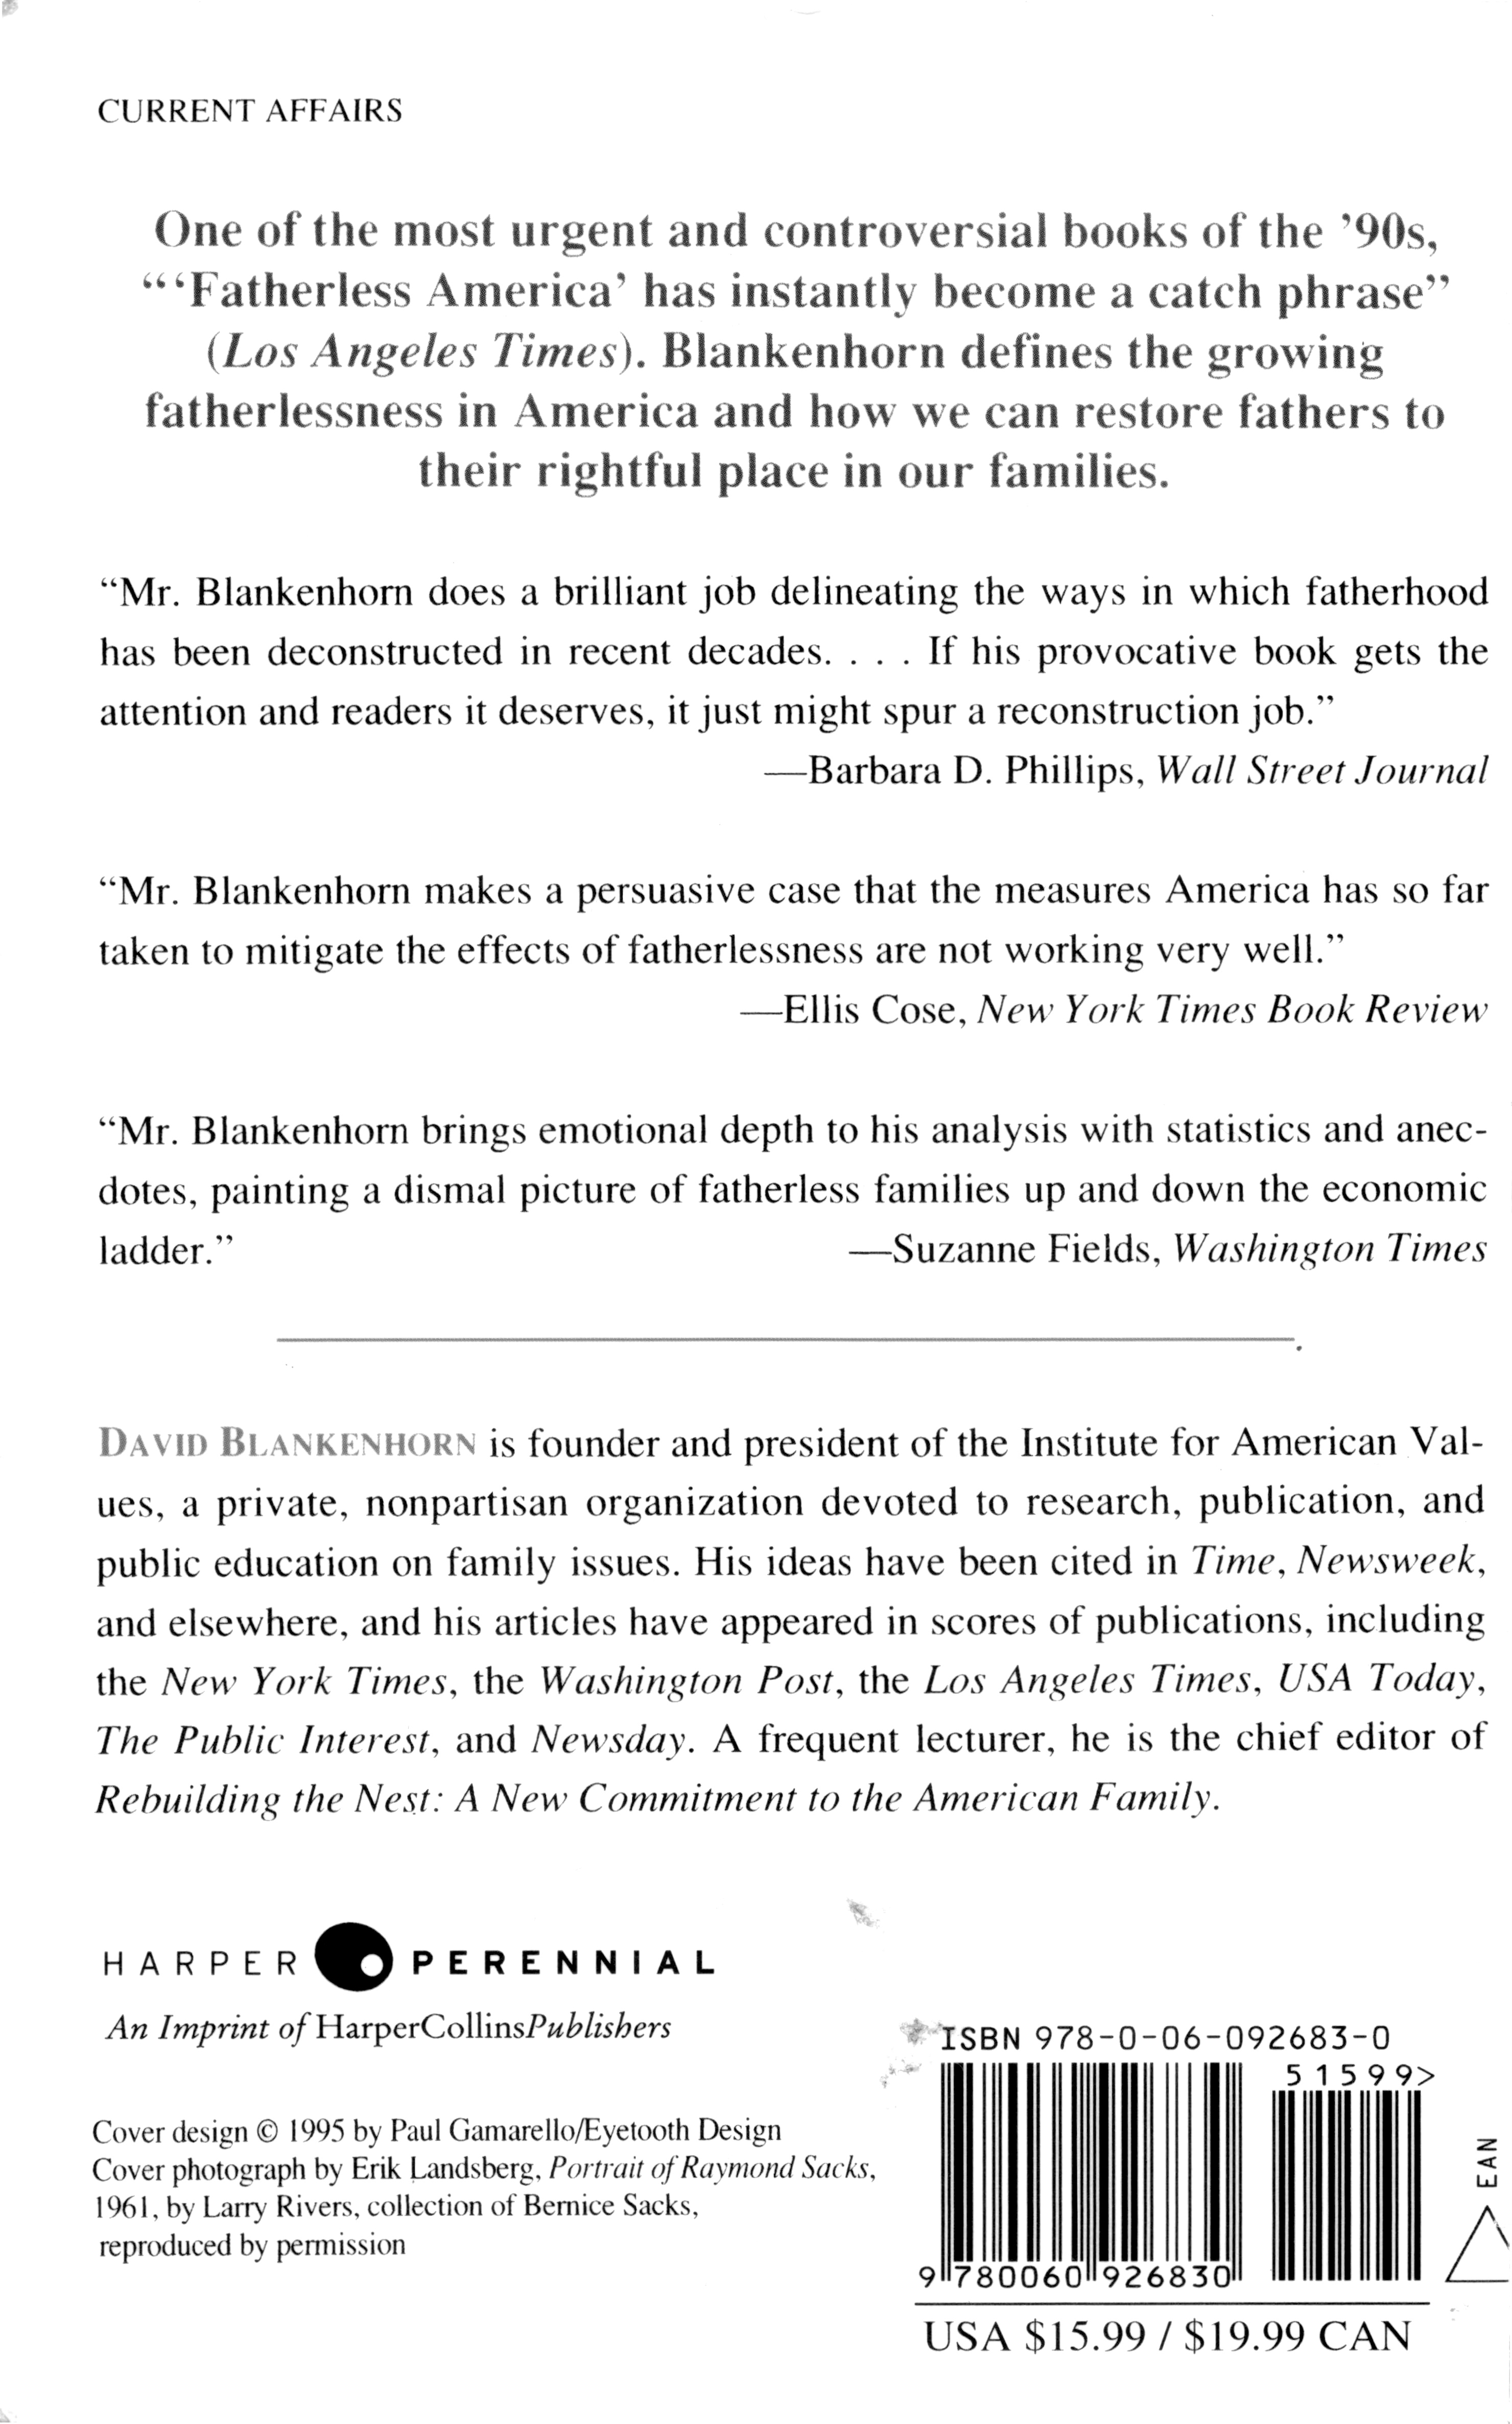 CURRENT AFFAIRS
One of the most urgent and controversial books of the ’90s,
“‘Fatherless America’ has instantly become a catch phrase”
(Los Angeles Times). Blankenhorn defines the growing
fatherlessness in America and how we can restore fathers to
their rightful place in our families.
“Mr. Blankenhorn does a brilliant job delineating the ways in which fatherhood
has been deconstructed in recent decades. . . . If his provocative book gets the
attention and readers it deserves, it just might spur a reconstruction job.”
—Barbara D. Phillips, Wall Street Journal
“Mr. Blankenhorn makes a persuasive case that the measures America has so far
taken to mitigate the effects of fatherlessness are not working very well.”
—Ellis Cose, New York Times Book Review
“Mr. Blankenhorn brings emotional depth to his analysis with statistics and anec-
dotes, painting a dismal picture of fatherless families up and down the economic
ladder.” —Suzanne Fields, Washington Times
DAVID BLANKENHORN is founder and president of the Institute for American Val-
ues, a private, nonpartisan organization devoted to research, publication, and
public education on family issues. His ideas have been cited in Time, Newsweek,
and elsewhere, and his articles have appeared in scores of publications, including
the New York Times, the Washington Post, the Los Angeles Times, USA Today,
The Public Interest, and Newsday. A frequent lecturer, he is the chief editor of
Rebuilding the Nest: A New Commitment to the American Family.
HARPER PERENNIAL
An Imprint of HarperCollinsPublishers
Cover design © 1995 by Paul Gamarello/Eyetooth Design
Cover photograph by Erik Landsberg, Portrait of Raymond Sacks,
1961, by Larry Rivers, collection of Bernice Sacks,
reproduced by permission
ISBN 978-0-06-092683-0
51599>
EAN
9 780060 926830
USA $15.99 / $19.99 CAN